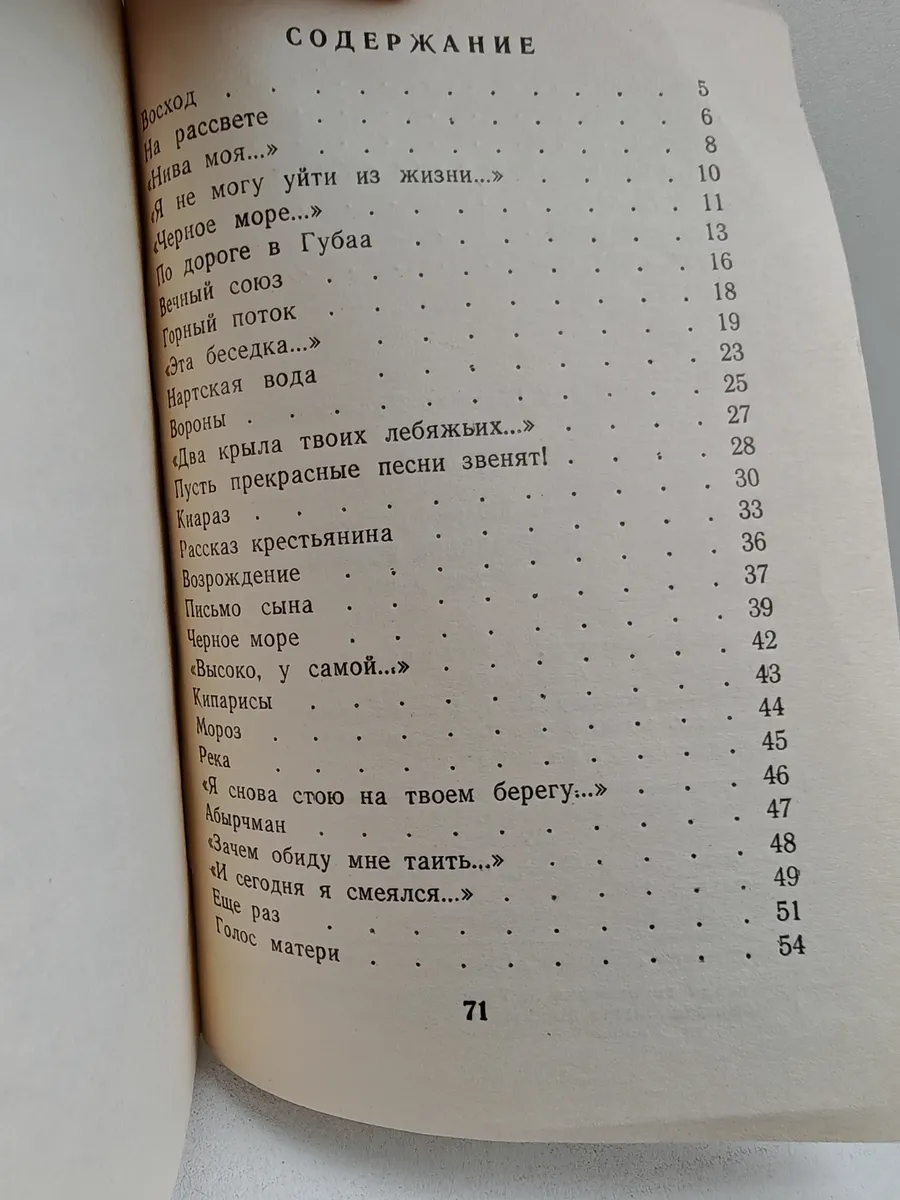 СОДЕРЖАНИЕ
Восход . . . . . . . . . . 5
На рассвете . . . . . . . . 6
«Нива моя...» . . . . . . . . 8
«Я не могу уйти из жизни...» . . . . 10
«Черное море...» . . . . . . . 11
По дороге в Губаа . . . . . . . 13
Вечный союз . . . . . . . . 16
Горный поток . . . . . . . . 18
«Эта беседка...» . . . . . . . 19
Нартская вода . . . . . . . 23
Вороны . . . . . . . . . . 25
«Два крыла твоих лебяжьих...» . . . . 27
Пусть прекрасные песни звенят! . . . . 28
Киараз . . . . . . . . . . 30
Рассказ крестьянина . . . . . . 33
Возрождение . . . . . . . . 36
Письмо сына . . . . . . . . 37
Черное море . . . . . . . . 39
«Высоко, у самой...» . . . . . . 42
Кипарисы . . . . . . . . . 43
Мороз . . . . . . . . . . 44
Река . . . . . . . . . . 45
«Я снова стою на твоем берегу...» . . . 46
Абырчман . . . . . . . . . 47
«Зачем обиду мне таить...» . . . . . 48
«И сегодня я смеялся...» . . . . . . 49
Еще раз . . . . . . . . . 51
Голос матери . . . . . . . . 54
71